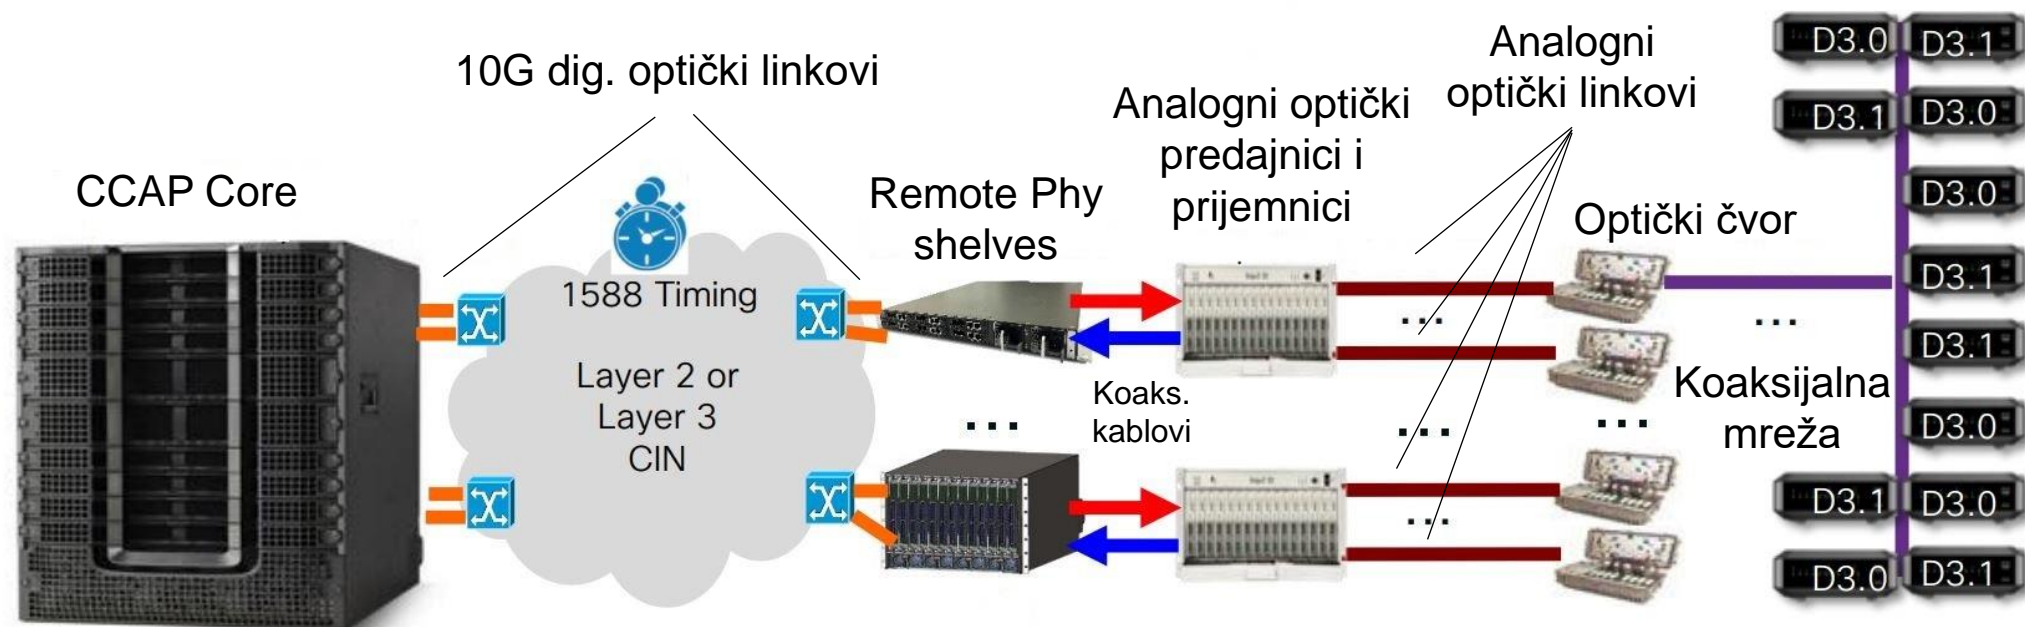 10G dig. optički linkovi
CCAP Core
1588 Timing
Layer 2 or
Layer 3
CIN
Remote Phy
shelves
Analogni optički
predajnici i
prijemnici
Koaks.
kablovi
Analogni
optički linkovi
Optički čvor
Koaksijalna
mreža
D3.0 D3.1
D3.1 D3.0
D3.0
D3.1
D3.1
D3.0
D3.1 D3.0
D3.0 D3.1